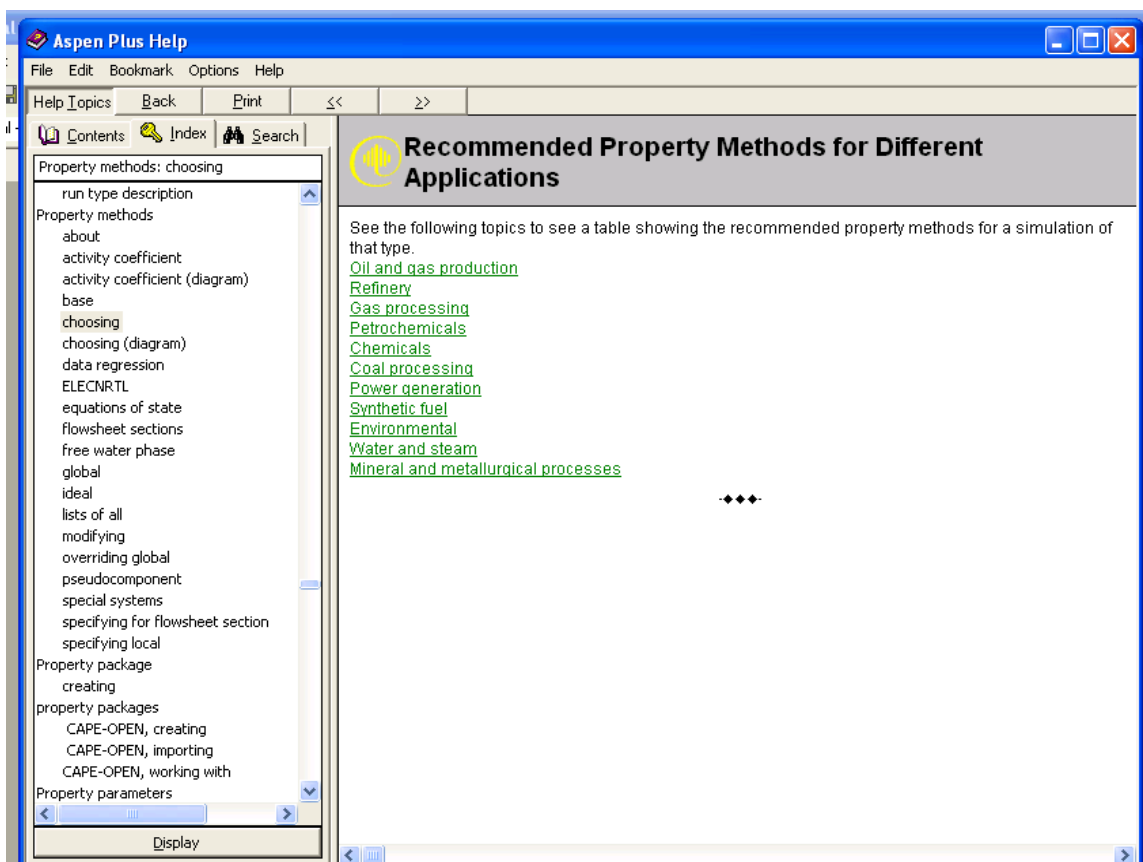 Aspen Plus Help
File Edit Bookmark Options Help
Help Topics Back Print << >>
Contents Index Search
Property methods: choosing
run type description
Property methods
about
activity coefficient
activity coefficient (diagram)
base
choosing
choosing (diagram)
data regression
ELECNRTL
equations of state
flowsheet sections
free water phase
global
ideal
lists of all
modifying
overriding global
pseudocomponent
special systems
specifying for flowsheet section
specifying local
Property package
creating
property packages
CAPE-OPEN, creating
CAPE-OPEN, importing
CAPE-OPEN, working with
Property parameters
Display
Recommended Property Methods for Different
Applications
See the following topics to see a table showing the recommended property methods for a simulation of
that type.
Oil and gas production
Refinery
Gas processing
Petrochemicals
Chemicals
Coal processing
Power generation
Synthetic fuel
Environmental
Water and steam
Mineral and metallurgical processes